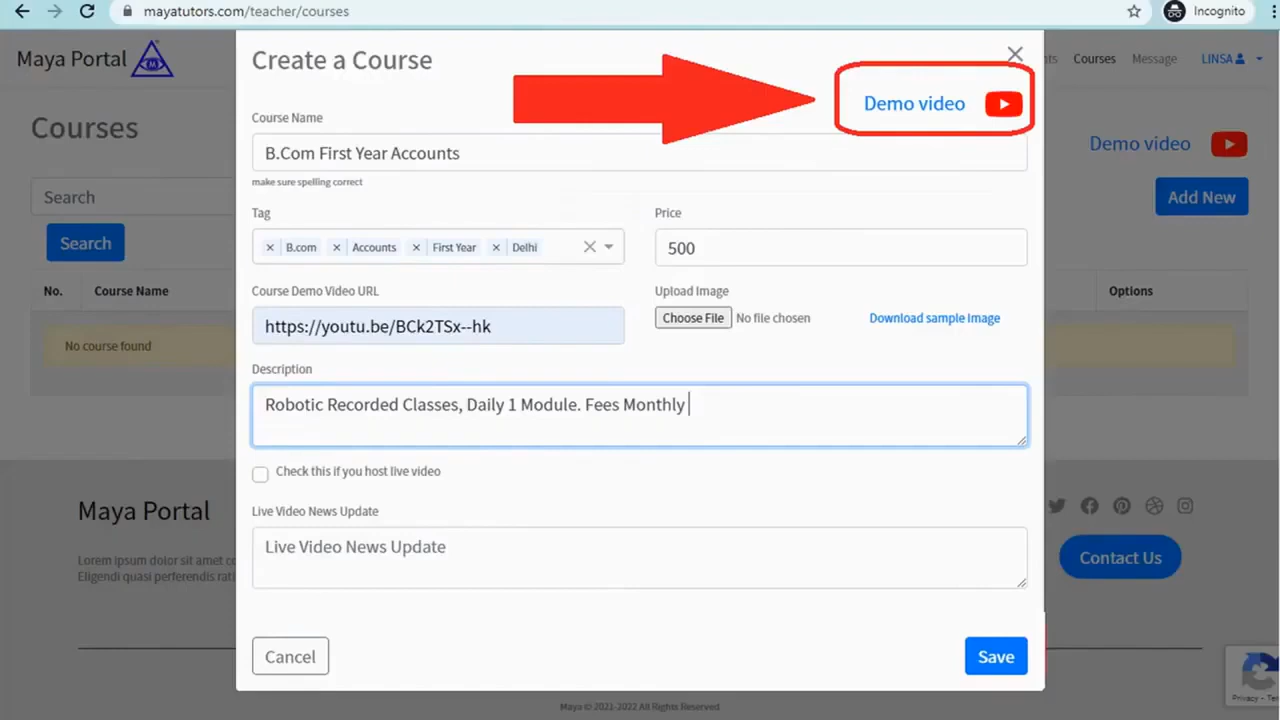 mayatutors.com/teacher/courses
Incognito
Maya Portal
Courses
Message
LINSA
Create a Course
Demo video
Courses
Course Name
B.Com First Year Accounts
make sure spelling correct
Demo video
Search
Add New
Search
Tag
Price
× B.com × Accounts × First Year × Delhi
500
No.
Course Name
Options
Course Demo Video URL
Upload Image
https://youtu.be/BCk2TSx--hk
Choose File No file chosen
Download sample Image
No course found
Description
Robotic Recorded Classes, Daily 1 Module. Fees Monthly
Check this if you host live video
Live Video News Update
Live Video News Update
Maya Portal
Lorem ipsum dolor sit amet
Eligendi quasi perferendis
Contact Us
Cancel
Save
Privacy
Maya © 2021-2022 All Rights Reserved